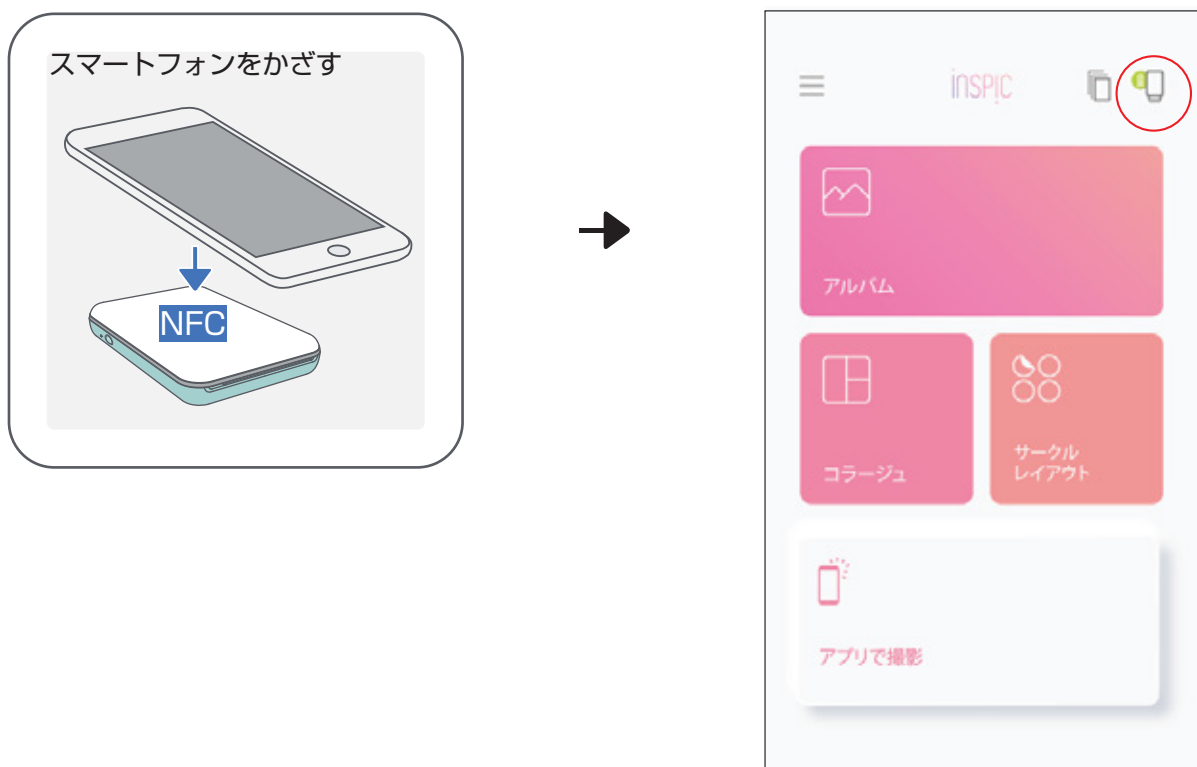 スマートフォンをかざす
NFC
inspic
アルバム
コラージュ
サークル
レイアウト
アプリで撮影